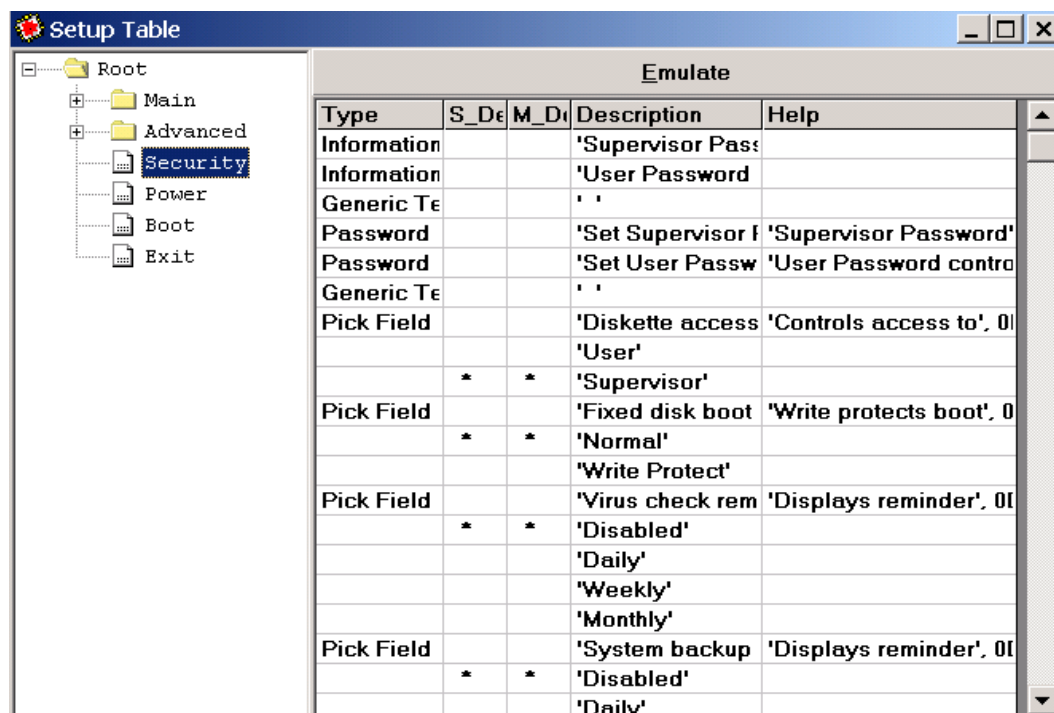 Setup Table
Root
Main
Advanced
Security
Power
Boot
Exit
Emulate
Type S_De M_De Description Help
Information 'Supervisor Pass
Information 'User Password
Generic Te ' '
Password 'Set Supervisor P 'Supervisor Password'
Password 'Set User Passw 'User Password contro
Generic Te ' '
Pick Field 'Diskette access 'Controls access to', 0
'User'
* * 'Supervisor'
Pick Field 'Fixed disk boot 'Write protects boot', 0
* * 'Normal'
'Write Protect'
Pick Field 'Virus check rem 'Displays reminder', 0
* * 'Disabled'
'Daily'
'Weekly'
'Monthly'
Pick Field 'System backup 'Displays reminder', 0
* * 'Disabled'
'Daily'